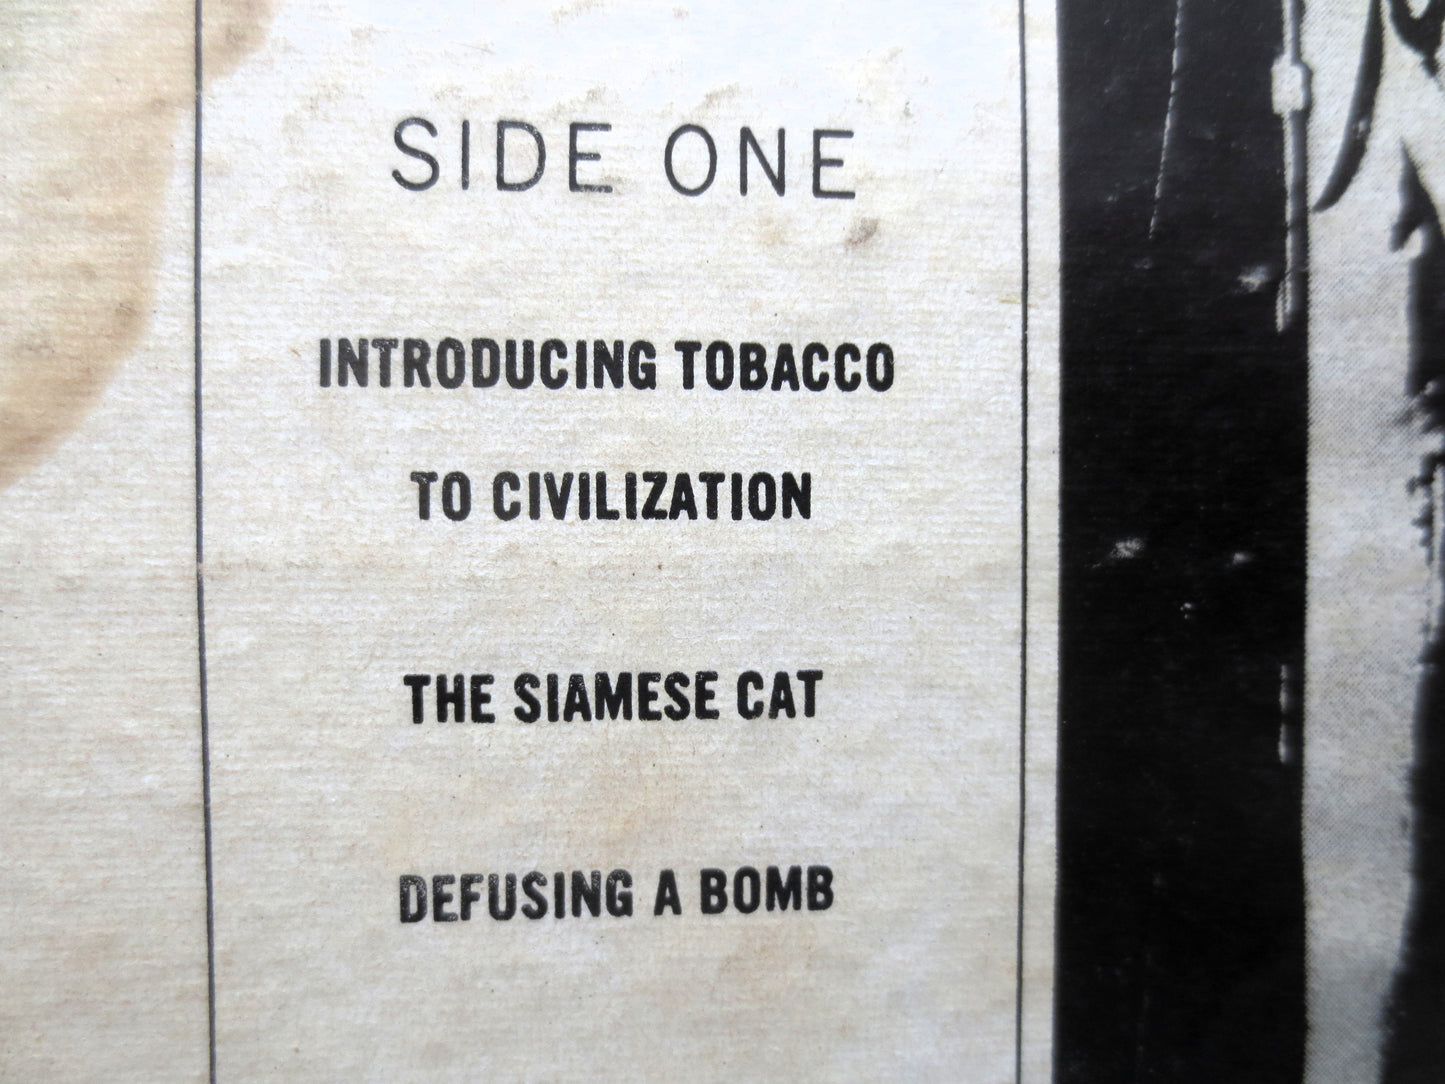 SIDE ONE
INTRODUCING TOBACCO
TO CIVILIZATION
THE SIAMESE CAT
DEFUSING A BOMB